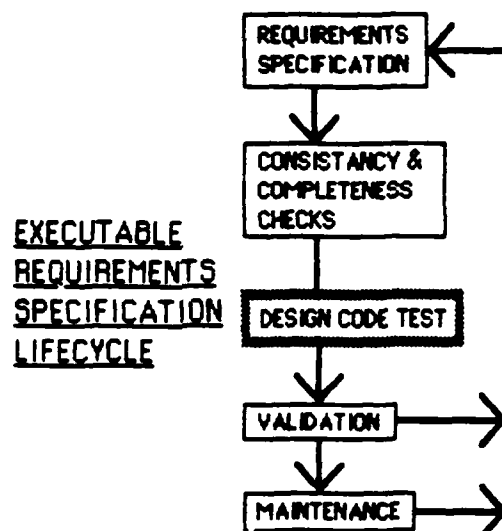 REQUIREMENTS
SPECIFICATION
CONSISTANCY &
COMPLETENESS
CHECKS
EXECUTABLE
REQUIREMENTS
SPECIFICATION
LIFECYCLE
DESIGN CODE TEST
VALIDATION
MAINTENANCE